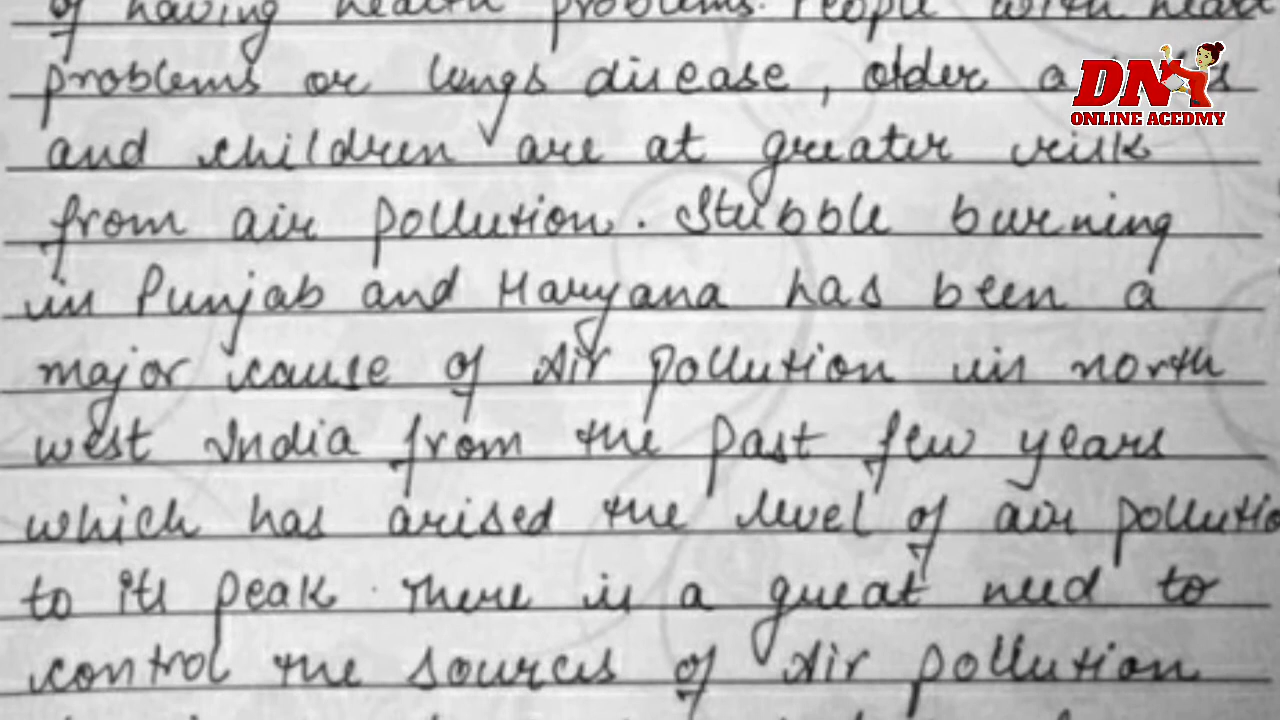 of having health problems. People with heart
problems or lungs disease, older
and children are at greater risk
from air pollution. Stubble burning
in Punjab and Haryana has been a
major cause of Air pollution in north
west India from the past few years
which has arised the level of air pollutio
to its peak. There is a great need to
control the sources of Air pollution
DN
ONLINE ACEDMY